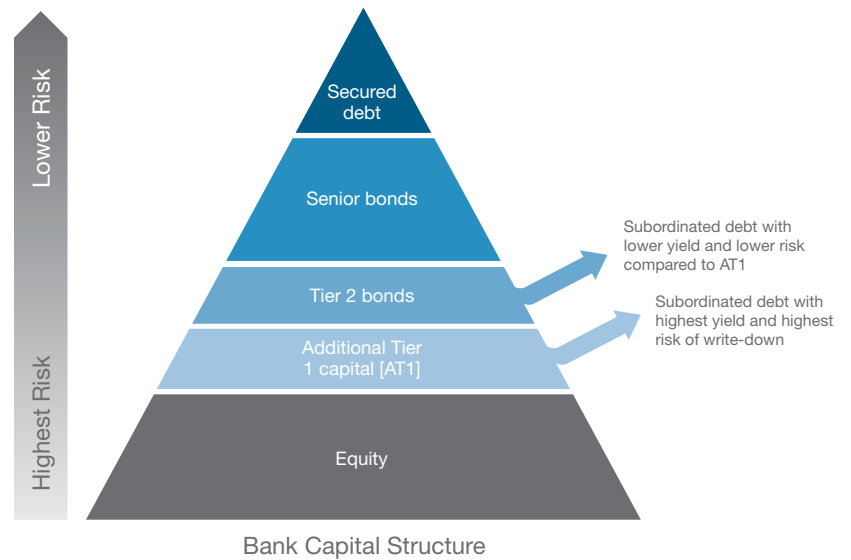 Lower Risk
Highest Risk
Secured
debt
Senior bonds
Tier 2 bonds
Additional Tier
1 capital [AT1]
Equity
Subordinated debt with
lower yield and lower risk
compared to AT1
Subordinated debt with
highest yield and highest
risk of write-down
Bank Capital Structure